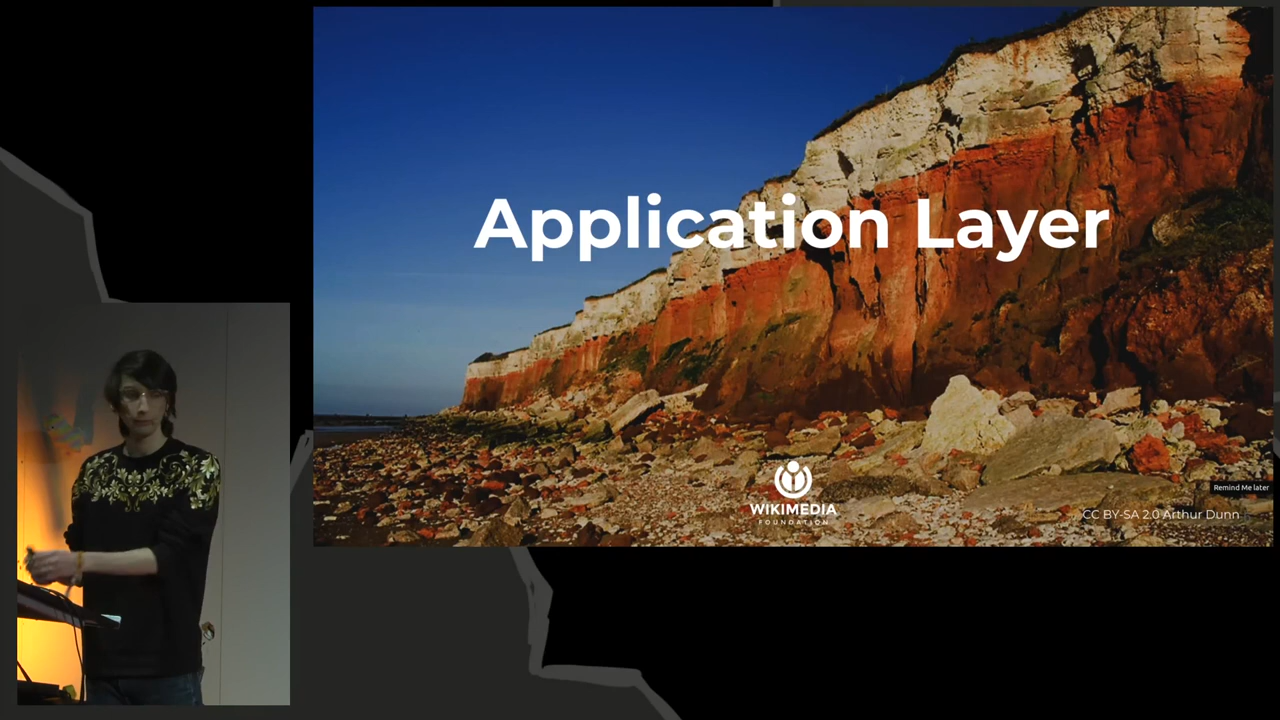 Application Layer
WIKIMEDIA
FOUNDATION
Remind Me later
CC BY-SA 2.0 Arthur Dunn